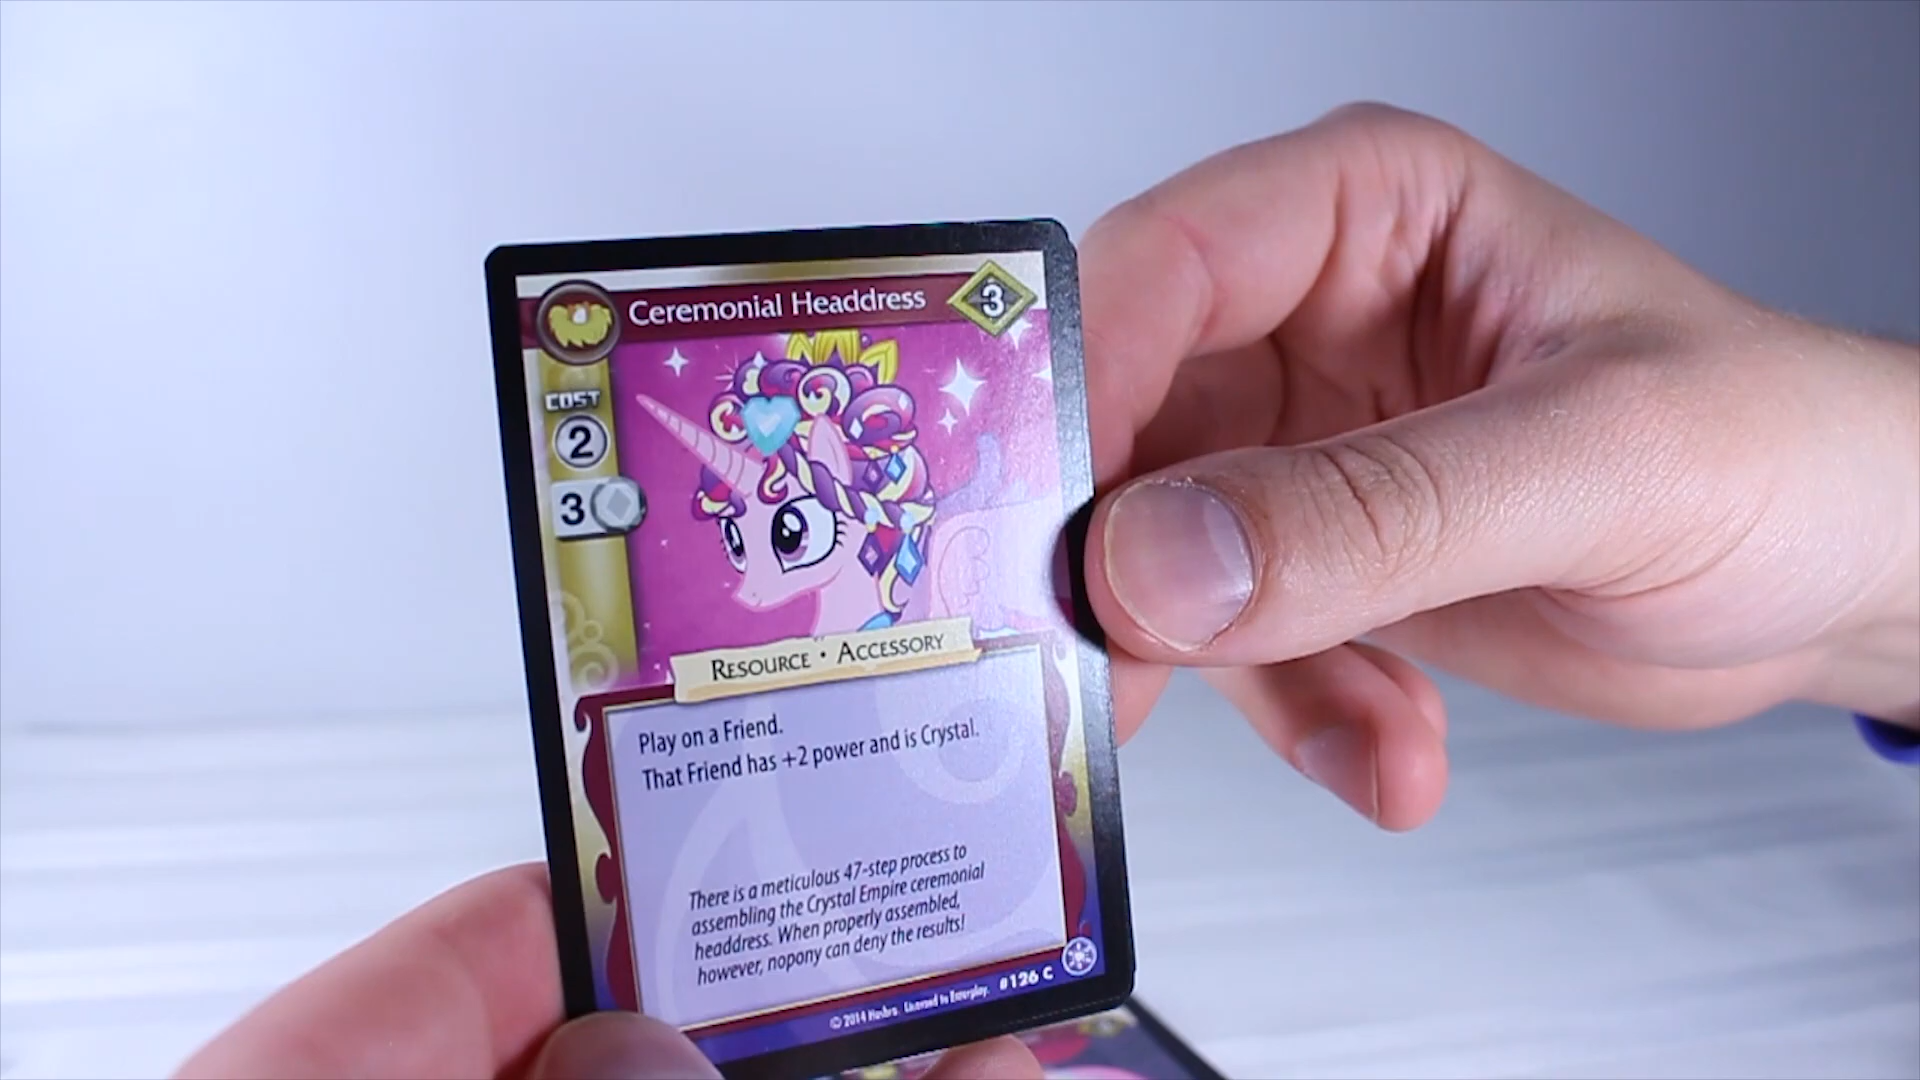 Ceremonial Headdress
3
COST
2
3
RESOURCE • ACCESSORY
Play on a Friend.
That Friend has +2 power and is Crystal.
There is a meticulous 47-step process to
assembling the Crystal Empire ceremonial
headdress. When properly assembled,
however, nopony can deny the results!
© 2014 Hasbro. Licensed to Enterplay. #126 C